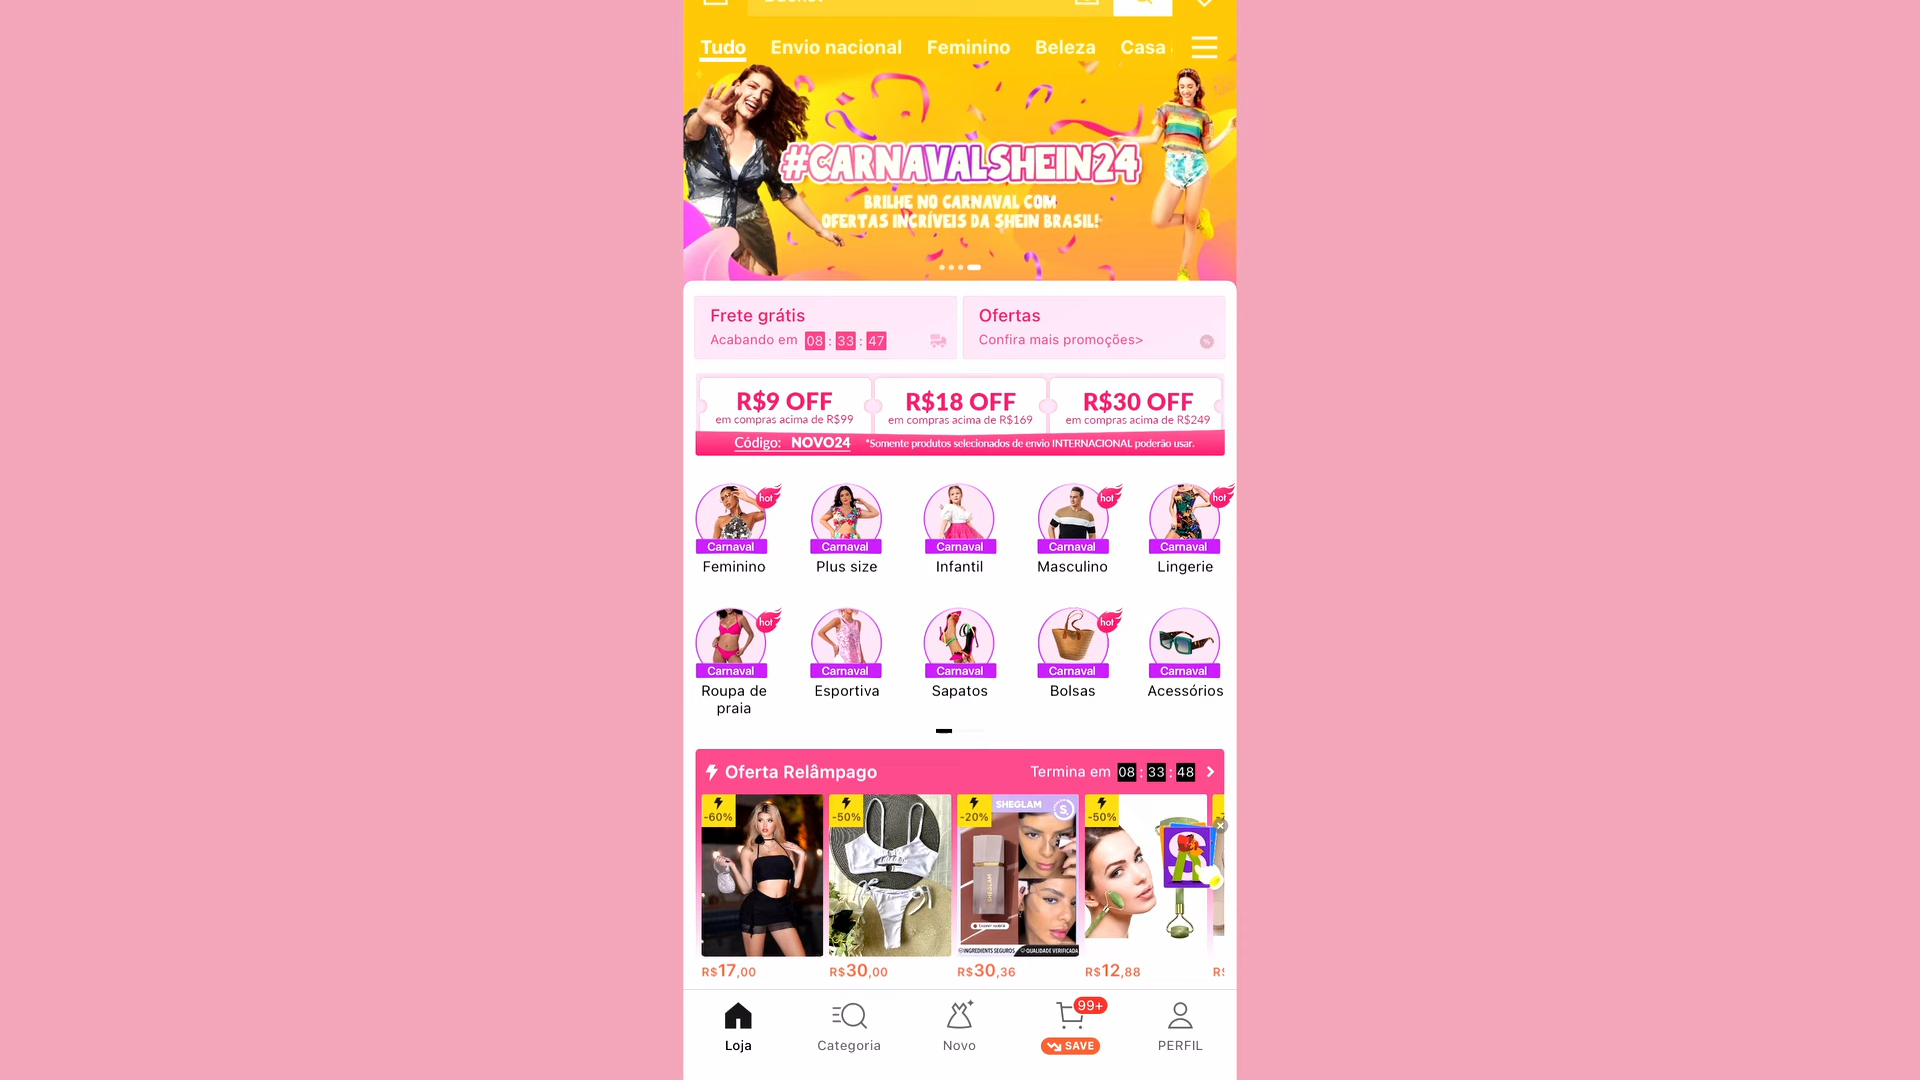 Tudo Envio nacional Feminino Beleza Casa
#CARNAVALSHEIN24
BRILHE NO CARNAVAL COM
OFERTAS INCRÍVEIS DA SHEIN BRASIL!
Frete grátis
Acabando em 08 : 33 : 47
Ofertas
Confira mais promoções>
R$9 OFF
em compras acima de R$99
R$18 OFF
em compras acima de R$169
R$30 OFF
em compras acima de R$249
Código: NOVO24 *Somente produtos selecionados de envio INTERNACIONAL poderão usar.
hot hot hot
Carnaval Carnaval Carnaval Carnaval Carnaval
Feminino Plus size Infantil Masculino Lingerie
hot hot
Carnaval Carnaval Carnaval Carnaval Carnaval
Roupa de praia Esportiva Sapatos Bolsas Acessórios
Oferta Relâmpago Termina em 08 : 33 : 48
-60% -50% -20% -50%
SHEGLAM S
SHEGLAM
INGREDIENTS SEGUROS QUALIDADE VERIFICADA
R$17,00 R$30,00 R$30,36 R$12,88
99+
SAVE
Loja Categoria Novo PERFIL